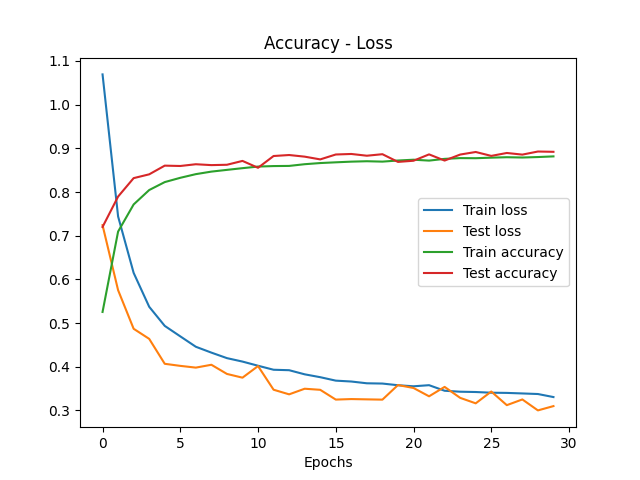 Accuracy - Loss
1.1
1.0
0.9
0.8
0.7
0.6
0.5
0.4
0.3
Train loss
Test loss
Train accuracy
Test accuracy
0 5 10 15 20 25 30
Epochs